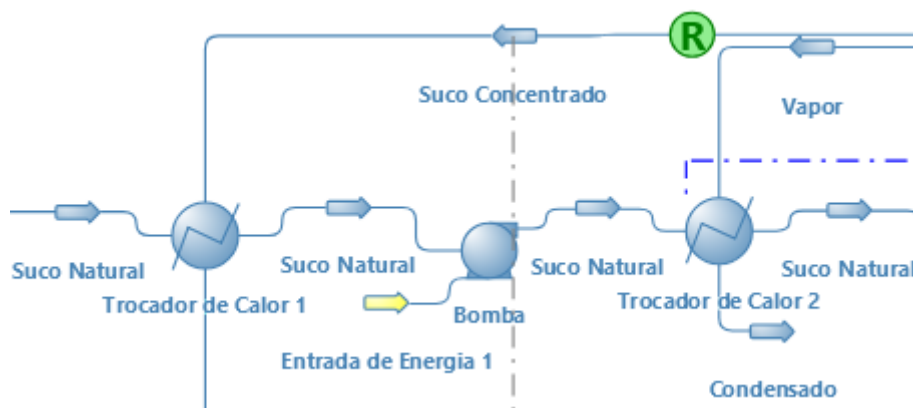 R
Suco Concentrado
Vapor
Suco Natural
Suco Natural
Suco Natural
Suco Natural
Trocador de Calor 1
Bomba
Trocador de Calor 2
Entrada de Energia 1
Condensado